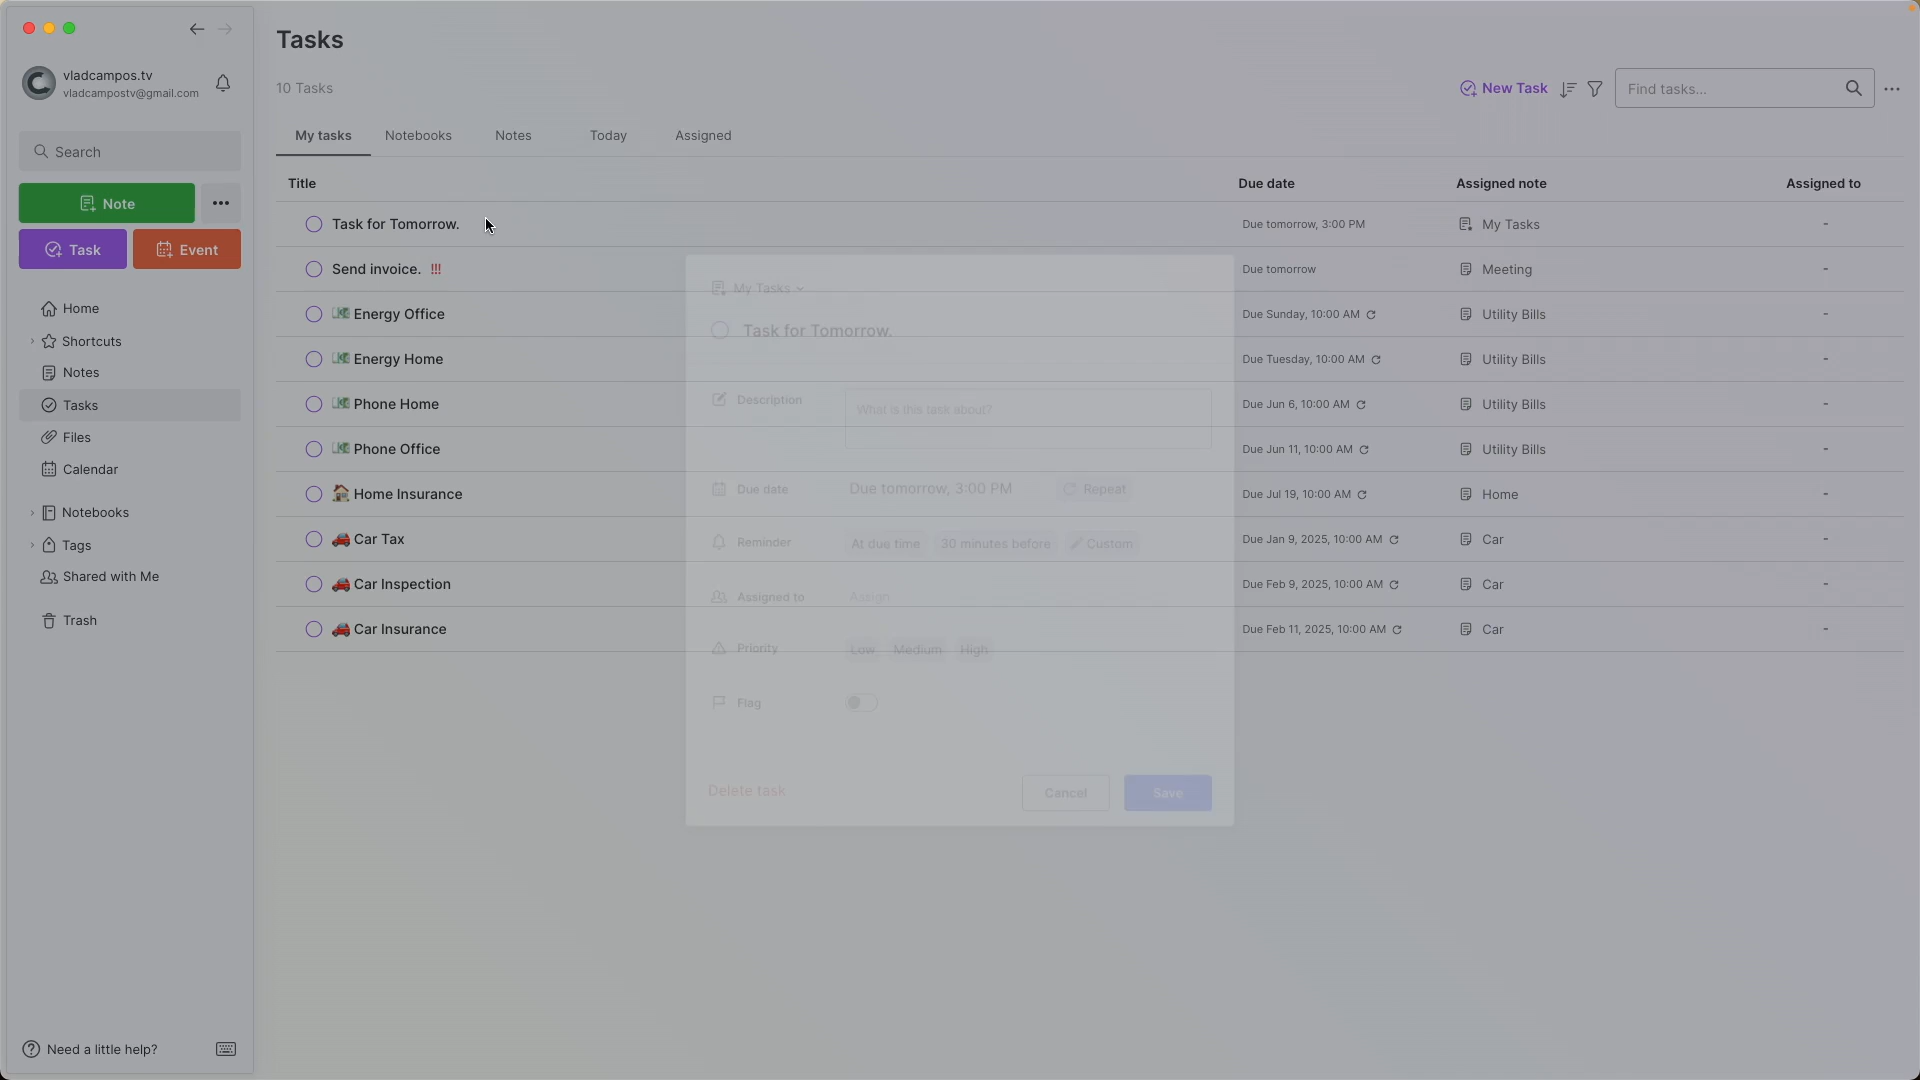 Tasks
vladcampos.tv
vladcampostv@gmail.com
10 Tasks
New Task
Find tasks...
My tasks Notebooks Notes Today Assigned
Search
Note
Task Event
Home
Shortcuts
Notes
Tasks
Files
Calendar
Notebooks
Tags
Shared with Me
Trash
Need a little help?
Title Due date Assigned note Assigned to
Task for Tomorrow. Due tomorrow, 3:00 PM My Tasks -
Send invoice. !!! Due tomorrow Meeting -
Energy Office Due Sunday, 10:00 AM Utility Bills -
Energy Home Due Tuesday, 10:00 AM Utility Bills -
Phone Home Due Jun 6, 10:00 AM Utility Bills -
Phone Office Due Jun 11, 10:00 AM Utility Bills -
Home Insurance Due Jul 19, 10:00 AM Home -
Car Tax Due Jan 9, 2025, 10:00 AM Car -
Car Inspection Due Feb 9, 2025, 10:00 AM Car -
Car Insurance Due Feb 11, 2025, 10:00 AM Car -
My Tasks
Task for Tomorrow.
Description What is this task about?
Due date Due tomorrow, 3:00 PM Repeat
Reminder At due time 30 minutes before Custom
Assigned to Assign
Priority Low Medium High
Flag
Delete task Cancel Save